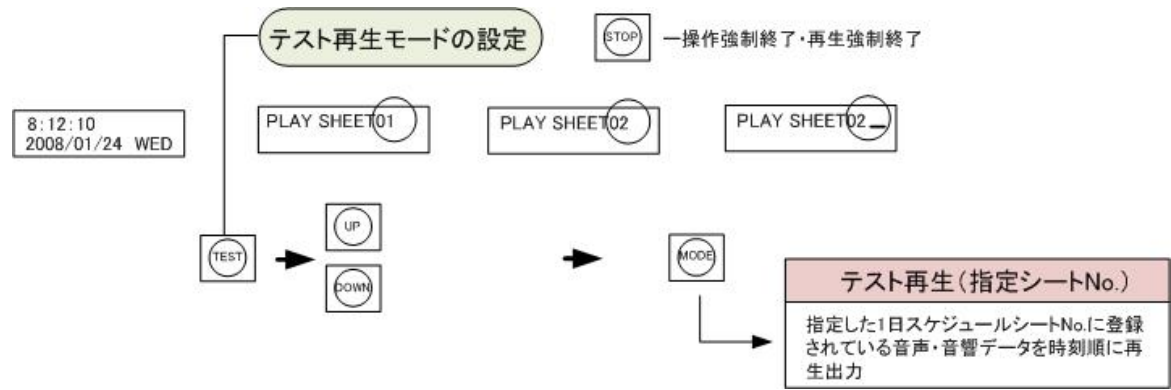 テスト再生モードの設定
STOP
ー操作強制終了・再生強制終了
8:12:10
2008/01/24 WED
PLAY SHEET01
PLAY SHEET02
PLAY SHEET02_
TEST
UP
DOWN
MODE
テスト再生(指定シートNo.)
指定した1日スケジュールシートNo.に登録
されている音声・音響データを時刻順に再
生出力